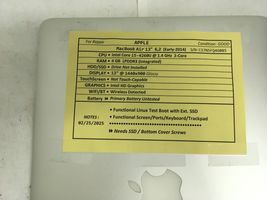 For Repair APPLE Condition: GOOD
MacBook Air 13" 6,2 (Early-2014)
CPU • Intel Core i5-4260U @ 1.4 GHz 2-Core
RAM • 4 GB LPDDR3 (Integrated)
HDD/SSD • Drive Not Installed
DISPLAY • 13" @ 1440x900 Glossy
TouchScreen • Not Touch-Capable
GRAPHICS • Intel HD Graphics
WiFi/BT • Wireless Detected
Battery » Primary Battery Untested
NOTES :
02/25/2025
• Functional Linux Test Boot with Ext. SSD
• Functional Screen/Ports/Keyboard/Trackpad
» Needs SSD / Bottom Cover Screws